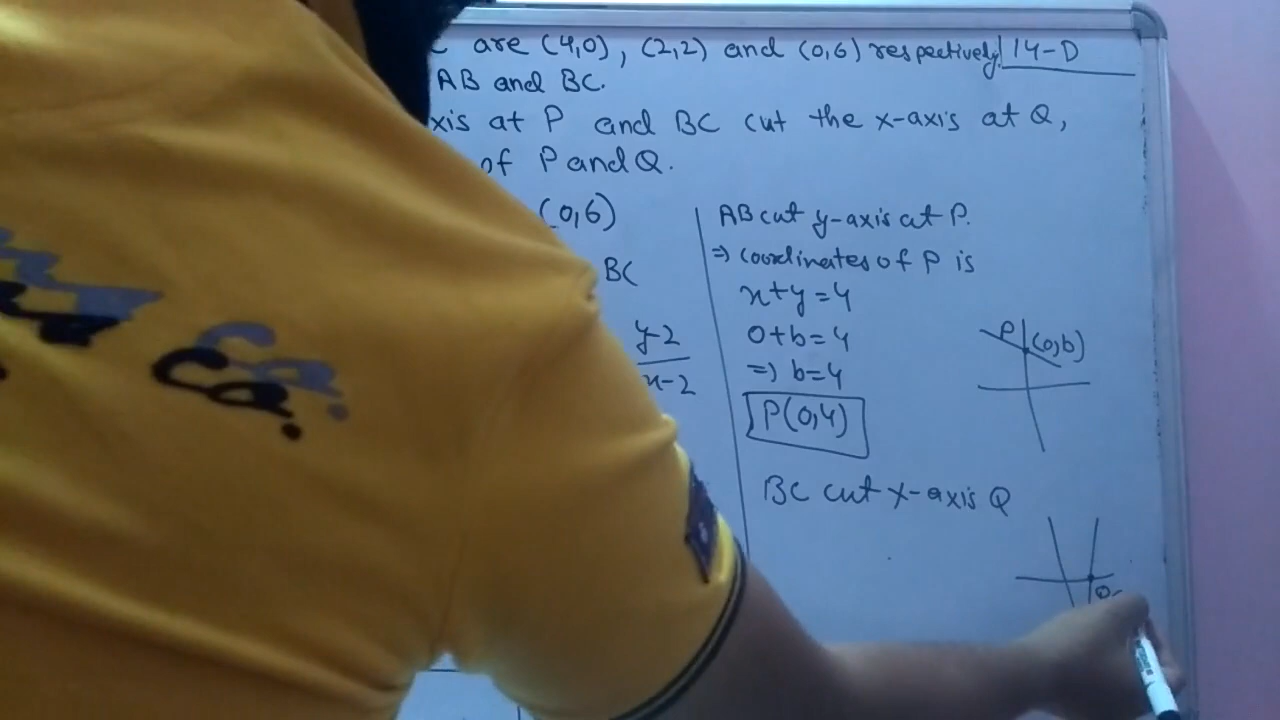 are (4,0), (2,2) and (0,6) respectively. 14-D
AB and BC.
xis at P and BC cut the x-axis at Q,
of P and Q.
(0,6)
BC
y-2
x-2
AB cut y-axis at P.
=> coordinates of P is
x+y=4
0+b=4
=> b=4
P(0,4)
P (0,b)
BC cut x-axis Q